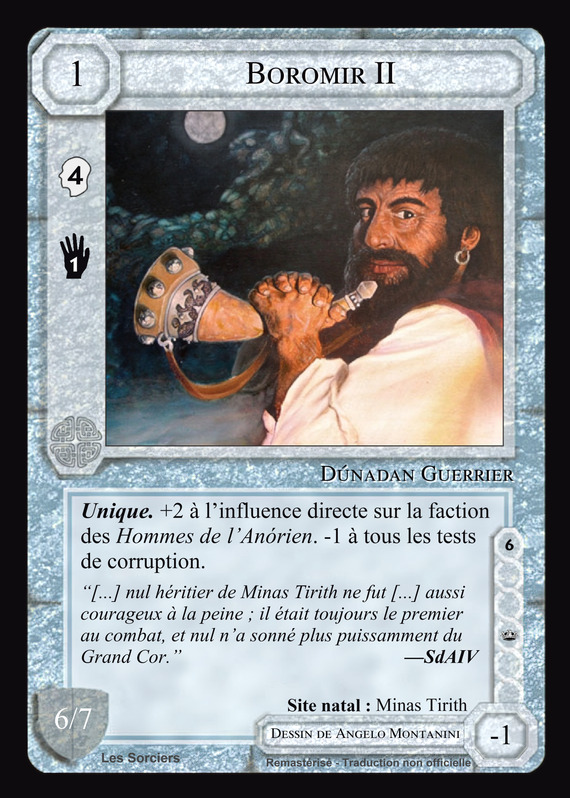 1
BOROMIR II
4
1
DÚNADAN GUERRIER
Unique. +2 à l'influence directe sur la faction
des Hommes de l'Anórien. -1 à tous les tests
de corruption.
6
“[...] nul héritier de Minas Tirith ne fut [...] aussi
courageux à la peine ; il était toujours le premier
au combat, et nul n'a sonné plus puissamment du
Grand Cor.” —SdAIV
Site natal : Minas Tirith
6/7
DESSIN DE ANGELO MONTANINI
-1
Les Sorciers
Remasterisé - Traduction non officielle